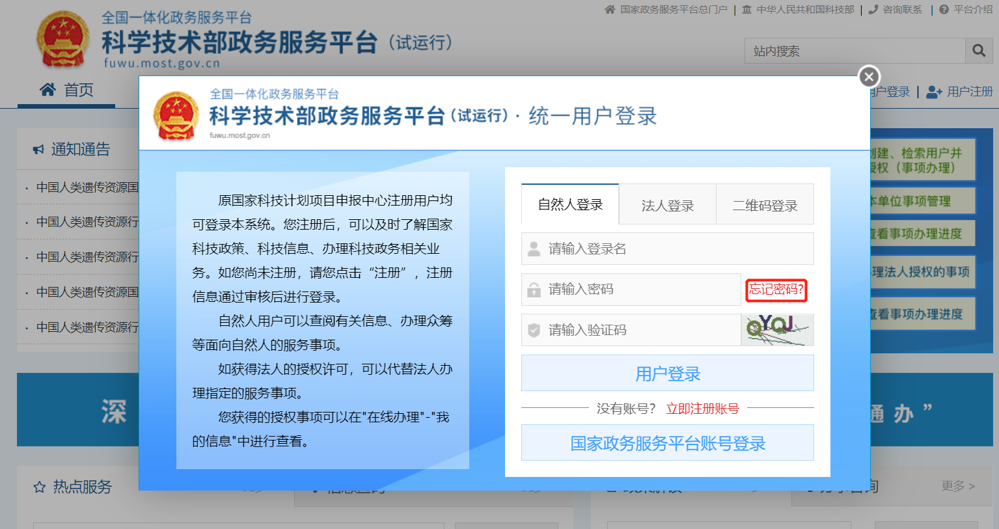 全国一体化政务服务平台
科学技术部政务服务平台（试运行）
fuwu.most.gov.cn
国家政务服务平台总门户 | 中华人民共和国科技部 | 咨询联系 | 平台介绍
站内搜索
首页
户登录 | 用户注册
全国一体化政务服务平台
科学技术部政务服务平台(试运行)·统一用户登录
fuwu.most.gov.cn
通知通告
中国人类遗传资源国
中国人类遗传资源行
中国人类遗传资源行
中国人类遗传资源国
中国人类遗传资源行
原国家科技计划项目申报中心注册用户均
可登录本系统。您注册后，可以及时了解国家
科技政策、科技信息、办理科技政务相关业
务。如您尚未注册，请您点击“注册”，注册
信息通过审核后进行登录。
自然人用户可以查阅有关信息、办理众筹
等面向自然人的服务事项。
如获得法人的授权许可，可以代替法人办
理指定的服务事项。
您获得的授权事项可以在"在线办理"-"我
的信息"中进行查看。
自然人登录 法人登录 二维码登录
请输入登录名
请输入密码 忘记密码?
请输入验证码 QYQJ
用户登录
没有账号？ 立即注册账号
国家政务服务平台账号登录
建、检索用户并
权（事项办理）
本单位事项管理
查看事项办理进度
理法人授权的事项
查看事项办理进度
深
通办”
热点服务
更多 >